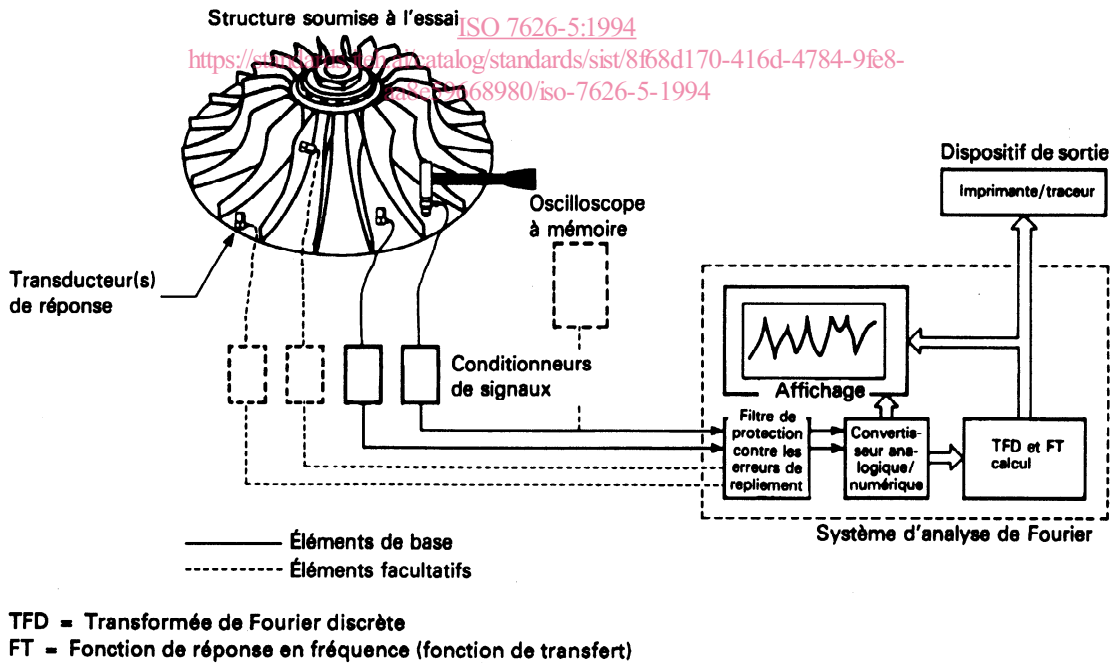 Structure soumise à l'essai
ISO 7626-5:1994
https://standards.iteh.ai/catalog/standards/sist/8f68d170-416d-4784-9fe8-
668980/iso-7626-5-1994
Dispositif de sortie
Imprimante/traceur
Oscilloscope
à mémoire
Transducteur(s)
de réponse
Conditionneurs
de signaux
Affichage
Filtre de
protection
contre les
erreurs de
repliement
Convertis-
seur ana-
logique/
numérique
TFD et FT
calcul
Système d'analyse de Fourier
Éléments de base
Éléments facultatifs
TFD = Transformée de Fourier discrète
FT = Fonction de réponse en fréquence (fonction de transfert)